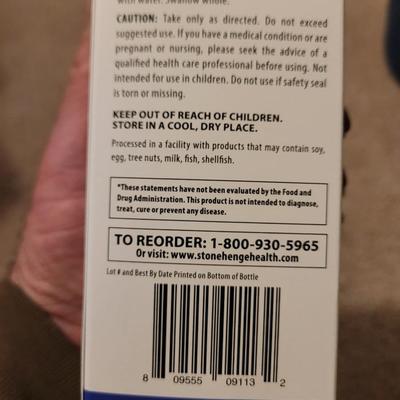 with water. Swallow whole.
CAUTION: Take only as directed. Do not exceed
suggested use. If you have a medical condition or are
pregnant or nursing, please seek the advice of a
qualified health care professional before using. Not
intended for use in children. Do not use if safety seal
is torn or missing.
KEEP OUT OF REACH OF CHILDREN.
STORE IN A COOL, DRY PLACE.
Processed in a facility with products that may contain soy,
egg, tree nuts, milk, fish, shellfish.
*These statements have not been evaluated by the Food and
Drug Administration. This product is not intended to diagnose,
treat, cure or prevent any disease.
TO REORDER: 1-800-930-5965
Or visit: www.stonehengehealth.com
Lot # and Best By Date Printed on Bottom of Bottle
8 09555 09113 2